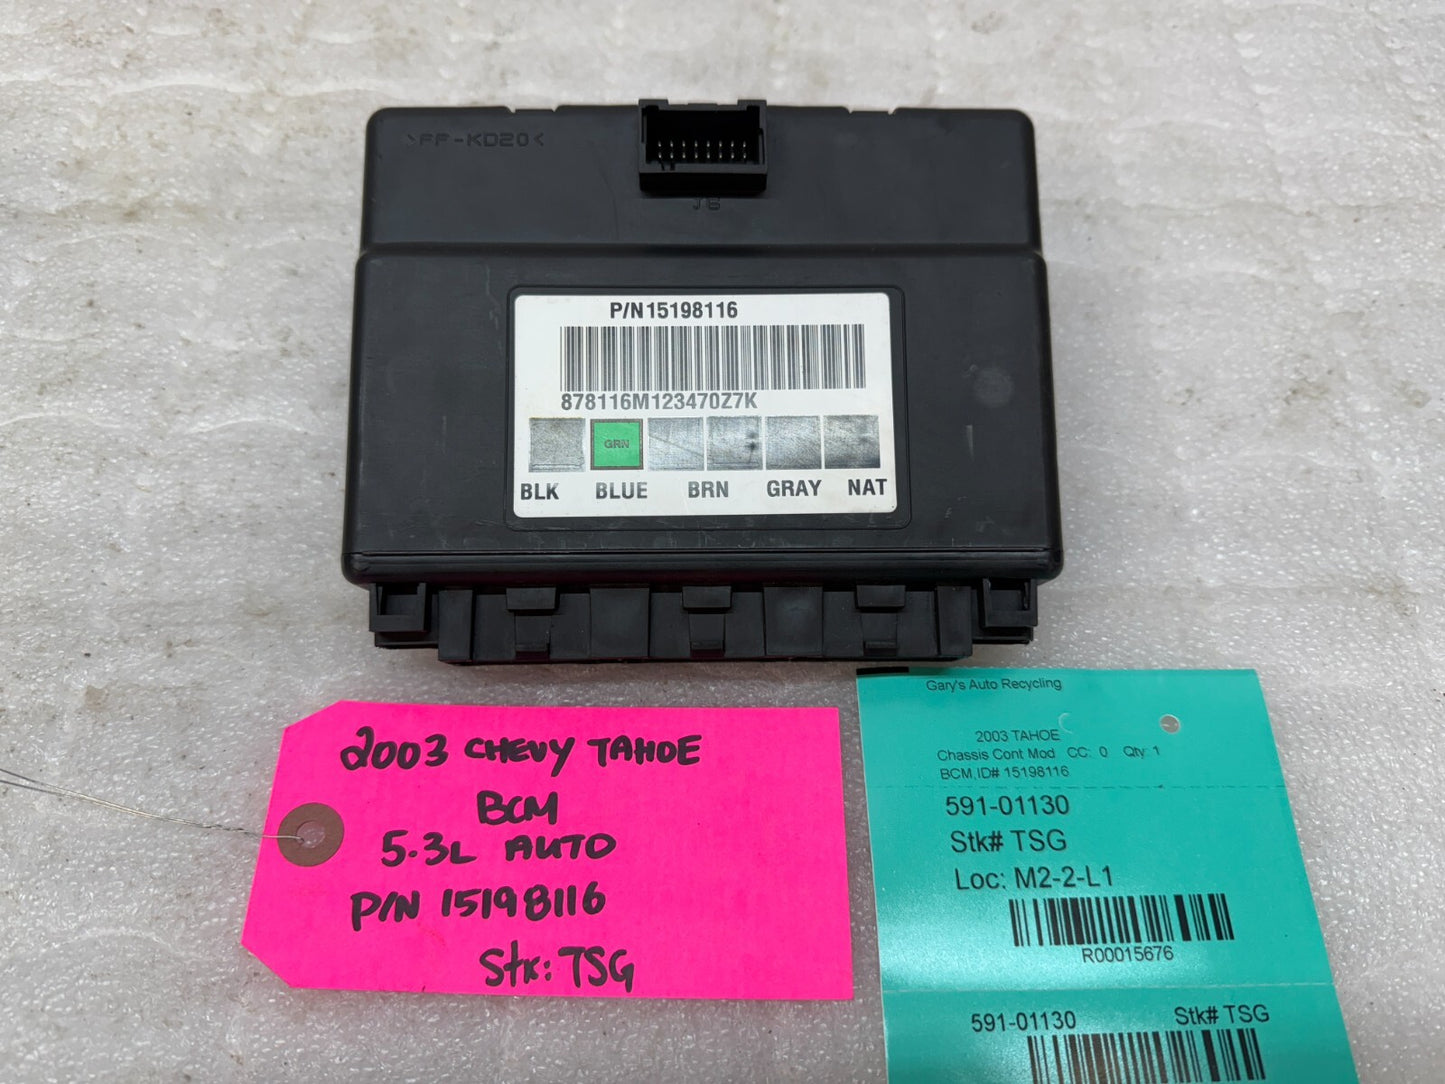 >PF-KD20<
J6
P/N15198116
878116M123470Z7K
GRN
BLK BLUE BRN GRAY NAT
2003 CHEVY TAHOE
BCM
5.3L AUTO
P/N 15198116
Stk: TSG
Gary's Auto Recycling
2003 TAHOE
Chassis Cont Mod CC: 0 Qty: 1
BCM,ID# 15198116
591-01130
Stk# TSG
Loc: M2-2-L1
R00015676
591-01130 Stk# TSG